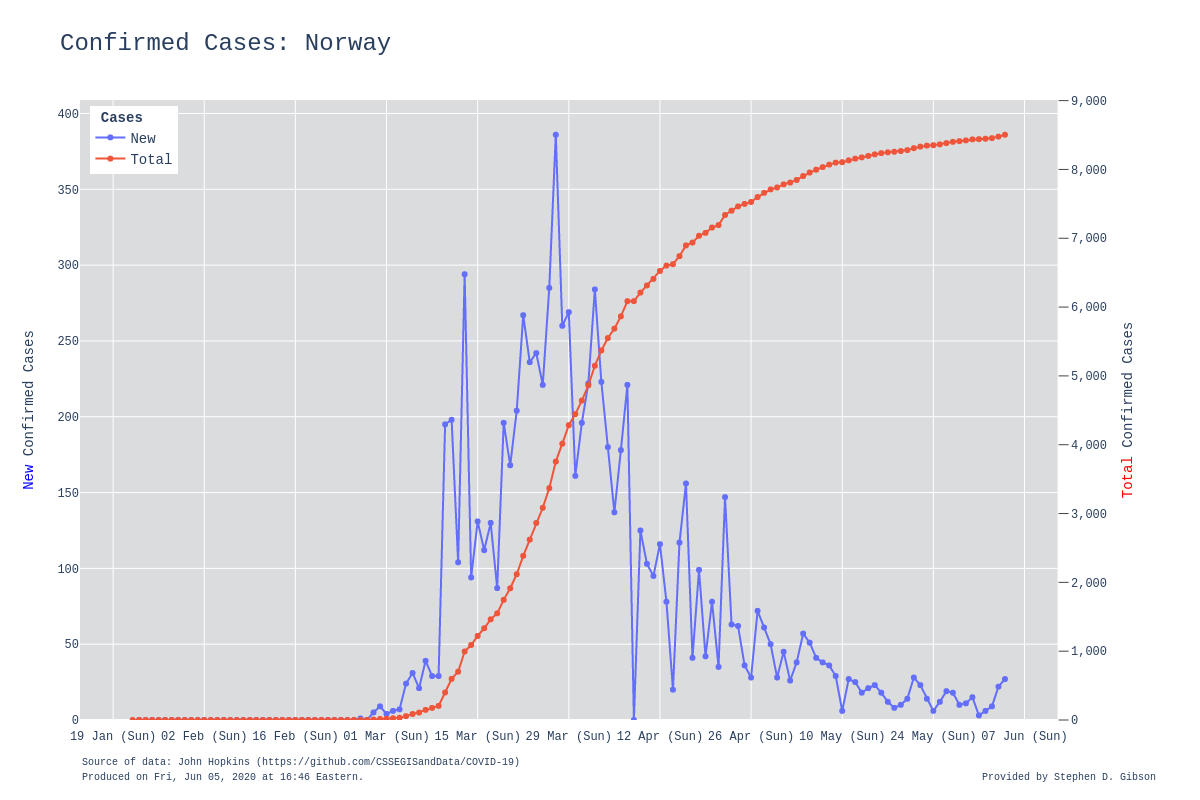 Confirmed Cases: Norway
Cases
New
Total
400
350
300
250
200
150
100
50
0
New Confirmed Cases
9,000
8,000
7,000
6,000
5,000
4,000
3,000
2,000
1,000
0
Total Confirmed Cases
19 Jan (Sun) 02 Feb (Sun) 16 Feb (Sun) 01 Mar (Sun) 15 Mar (Sun) 29 Mar (Sun) 12 Apr (Sun) 26 Apr (Sun) 10 May (Sun) 24 May (Sun) 07 Jun (Sun)
Source of data: John Hopkins (https://github.com/CSSEGISandData/COVID-19)
Produced on Fri, Jun 05, 2020 at 16:46 Eastern.
Provided by Stephen D. Gibson